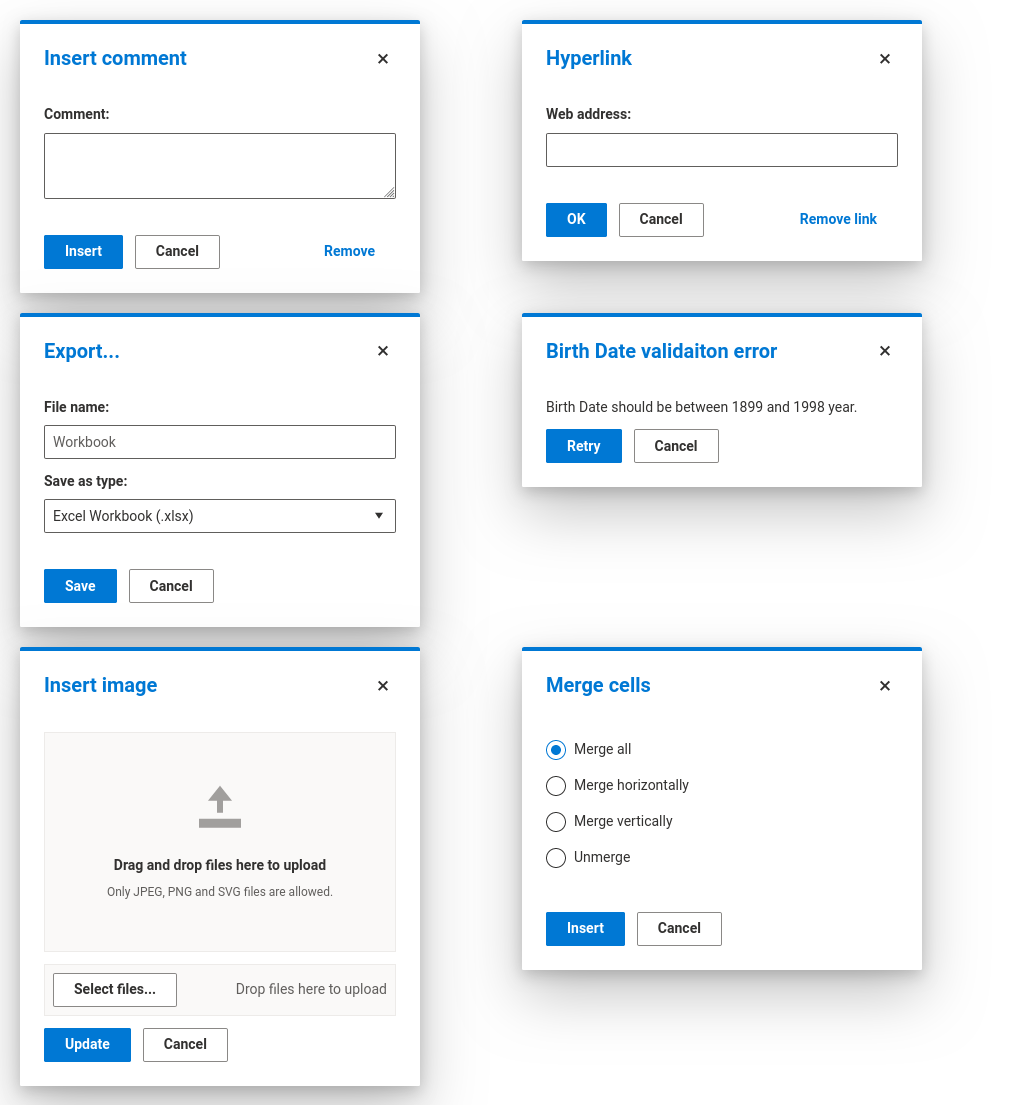 Insert comment
Comment:
Insert
Cancel
Remove
Hyperlink
Web address:
OK
Cancel
Remove link
Export...
File name:
Workbook
Save as type:
Excel Workbook (.xlsx)
Save
Cancel
Birth Date validaiton error
Birth Date should be between 1899 and 1998 year.
Retry
Cancel
Insert image
Drag and drop files here to upload
Only JPEG, PNG and SVG files are allowed.
Select files...
Drop files here to upload
Update
Cancel
Merge cells
Merge all
Merge horizontally
Merge vertically
Unmerge
Insert
Cancel